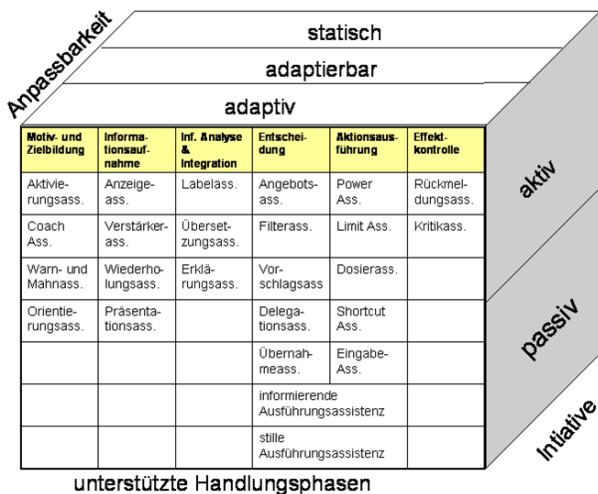 Anpassbarkeit
statisch
adaptierbar
adaptiv
Motiv- und
Zielbildung
Informa-
tionsauf-
nahme
Inf. Analyse
&
Integration
Entschei-
dung
Aktionsaus-
führung
Effekt-
kontrolle
Aktivie-
rungsass.
Anzeige-
ass.
Labelass.
Angebots-
ass.
Power
Ass.
Rückmel-
dungsass.
Coach
Ass.
Verstärker-
ass.
Überset-
zungsass.
Filterass.
Limit Ass.
Kritikass.
Warn- und
Mahnass.
Wiederho-
lungsass.
Erklä-
rungsass.
Vor-
schlagsass
Dosierass.
Orientie-
rungsass.
Präsenta-
tionsass.
Delega-
tionsass.
Shortcut
Ass.
Übernah-
meass.
Eingabe-
Ass.
informierende
Ausführungsassistenz
stille
Ausführungsassistenz
aktiv
passiv
Intiative
unterstützte Handlungsphasen